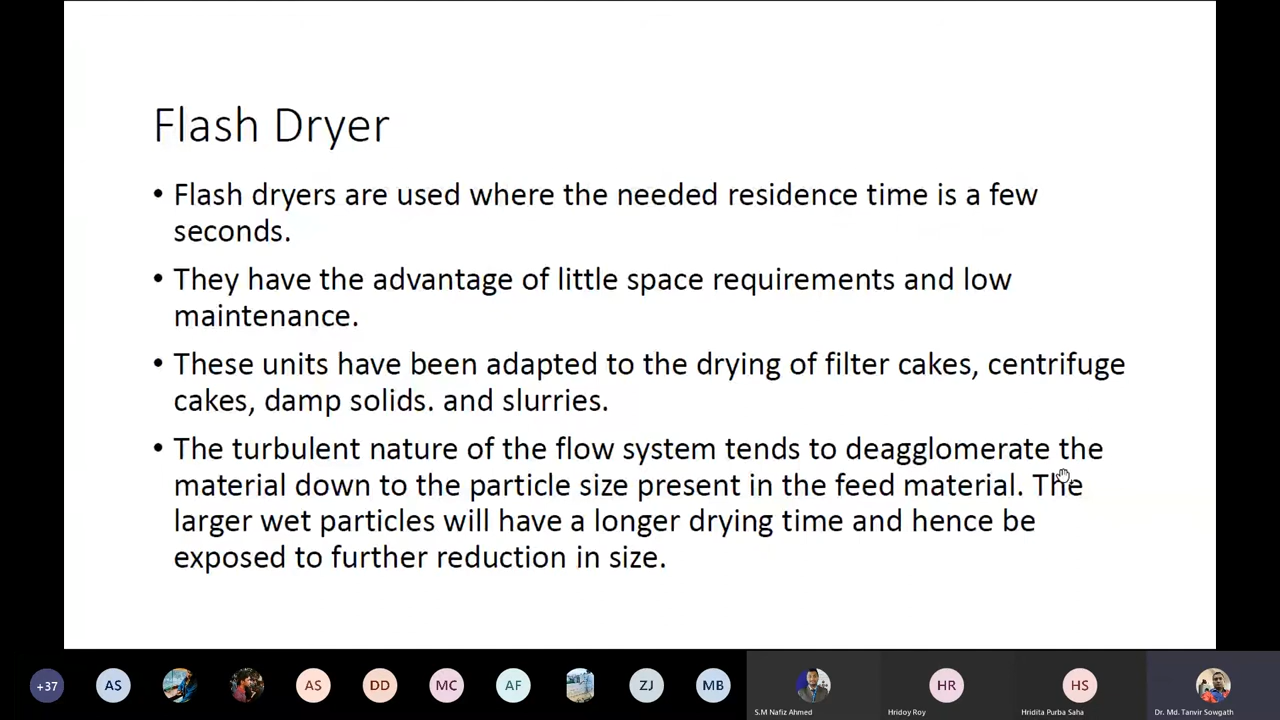 Flash Dryer
• Flash dryers are used where the needed residence time is a few
seconds.
• They have the advantage of little space requirements and low
maintenance.
• These units have been adapted to the drying of filter cakes, centrifuge
cakes, damp solids. and slurries.
• The turbulent nature of the flow system tends to deagglomerate the
material down to the particle size present in the feed material. The
larger wet particles will have a longer drying time and hence be
exposed to further reduction in size.
+37 AS AS DD MC AF ZJ MB HR HS
S.M Nafiz Ahmed Hridoy Roy Hridita Purba Saha Dr. Md. Tanvir Sowgath